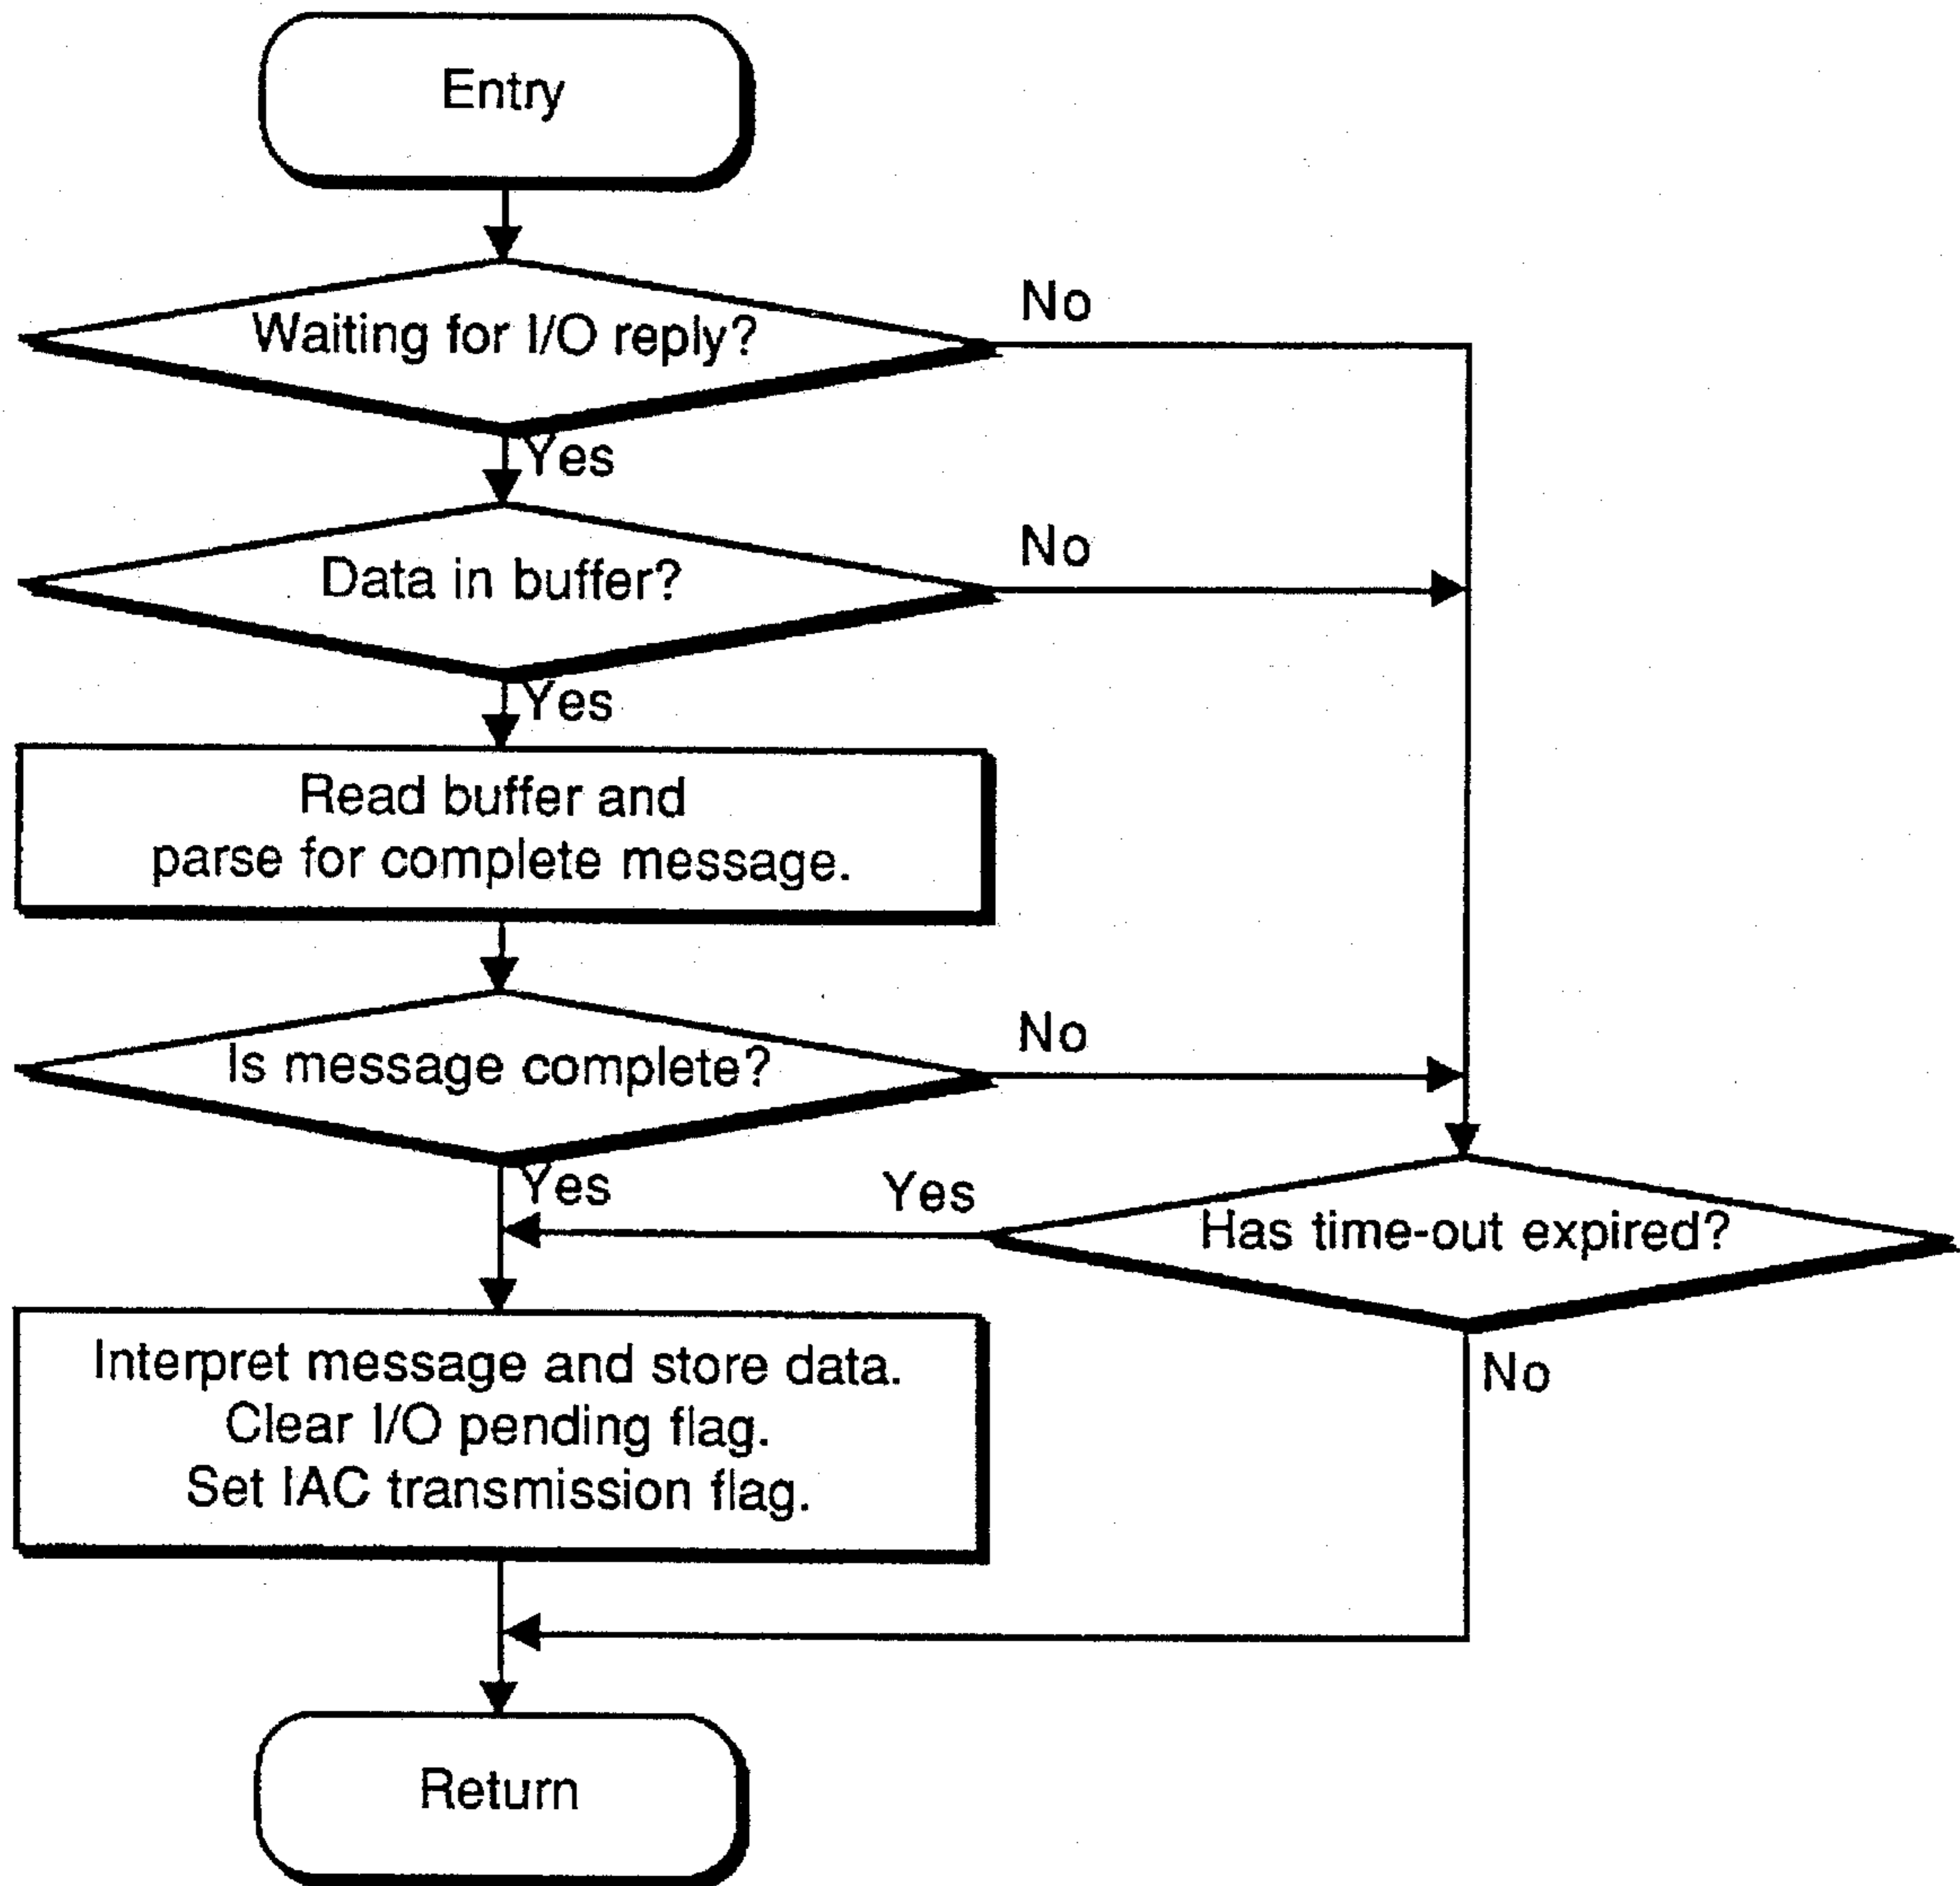 Entry
Waiting for I/O reply?
No
Yes
Data in buffer?
No
Yes
Read buffer and
parse for complete message.
Is message complete?
No
Yes
Yes
Has time-out expired?
No
Interpret message and store data.
Clear I/O pending flag.
Set IAC transmission flag.
Return